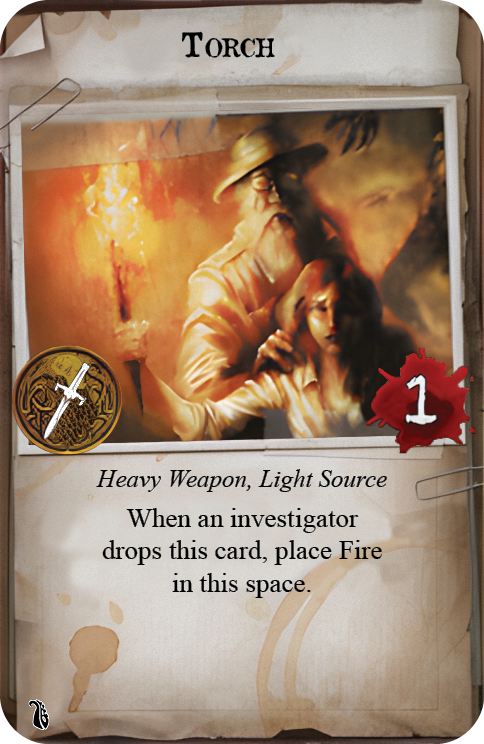 Torch
1
Heavy Weapon, Light Source
When an investigator
drops this card, place Fire
in this space.